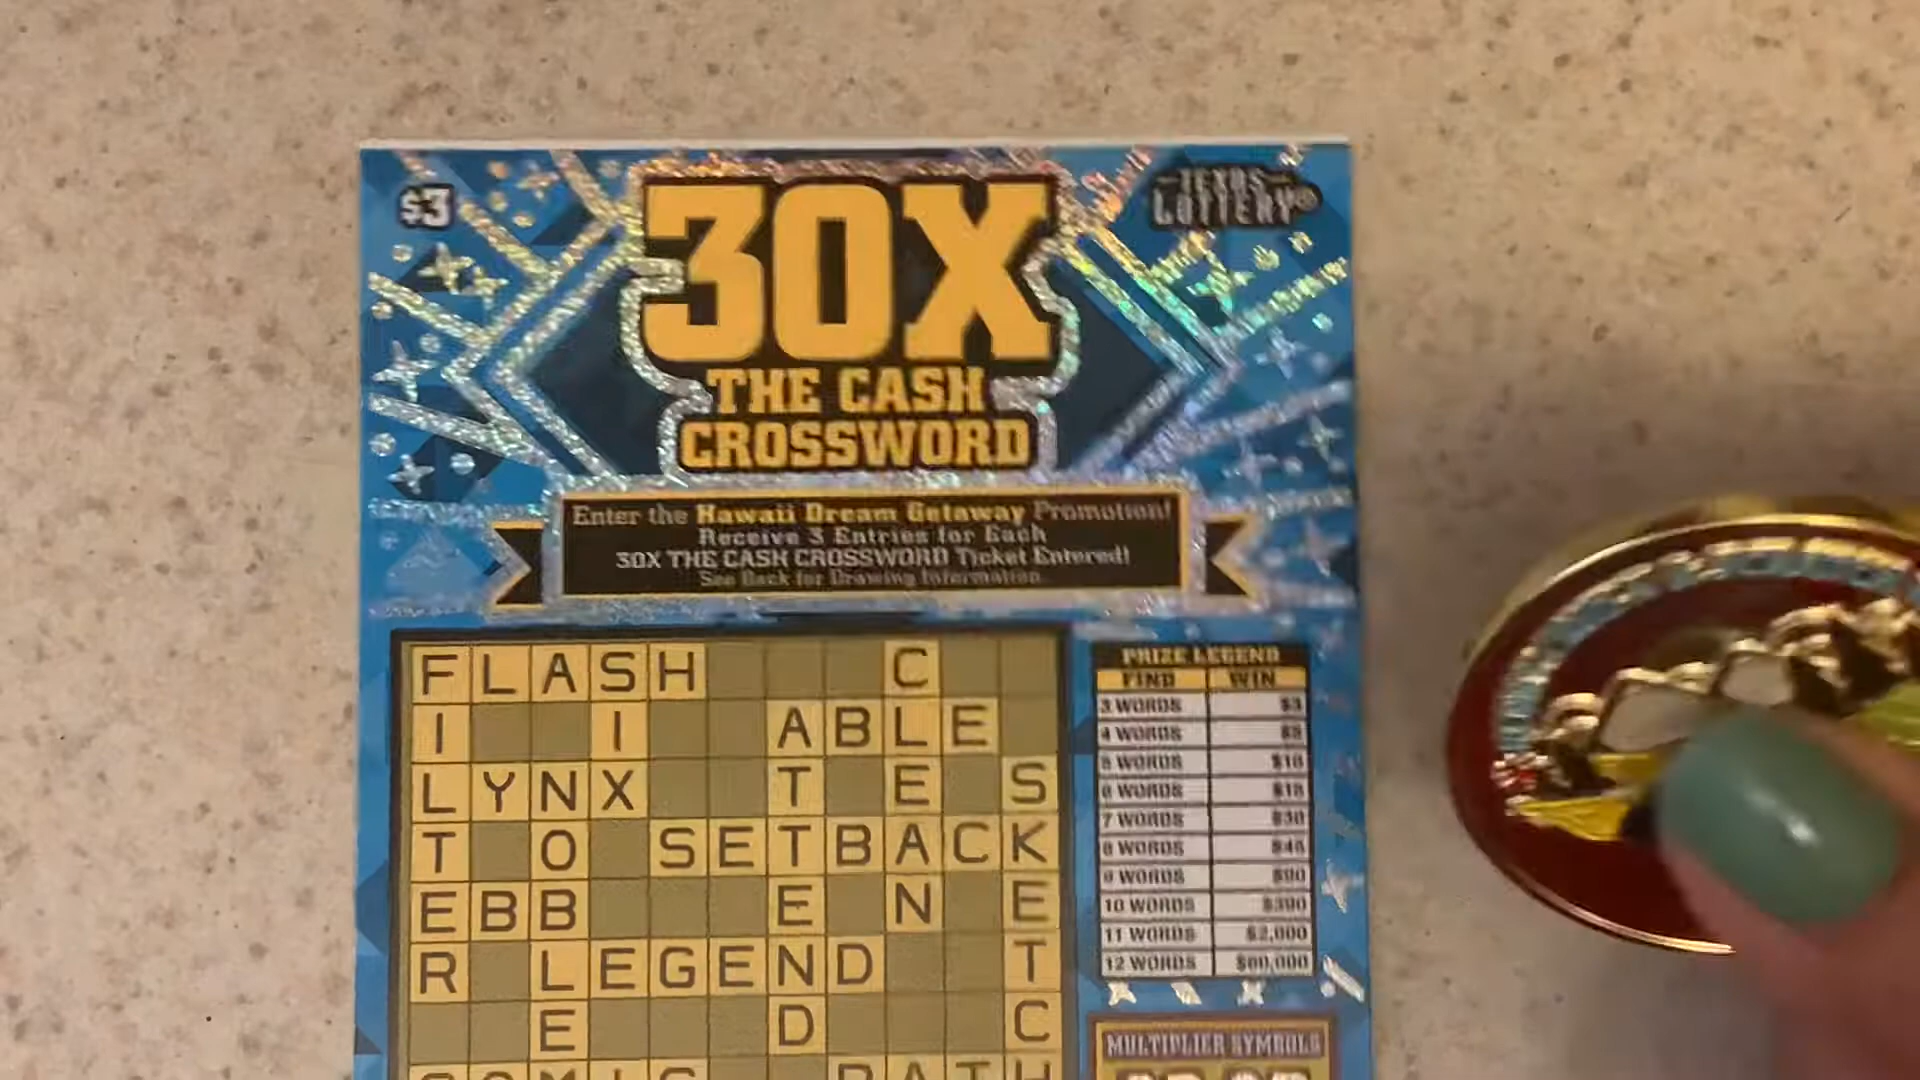 $3
TEXAS
LOTTERY®
30X
THE CASH
CROSSWORD
Enter the Hawaii Dream Getaway Promotion!
Receive 3 Entries for Each
30X THE CASH CROSSWORD Ticket Entered!
See Back for Drawing Information.
FLASH C
I I ABLE
LYNX T E S
T O SETBACK
EBB E N E
R LEGEND T
E D C
COMIC PATH
PRIZE LEGEND
FIND WIN
3 WORDS $3
4 WORDS $5
5 WORDS $10
6 WORDS $15
7 WORDS $30
8 WORDS $45
9 WORDS $90
10 WORDS $300
11 WORDS $2,000
12 WORDS $60,000
MULTIPLIER SYMBOLS